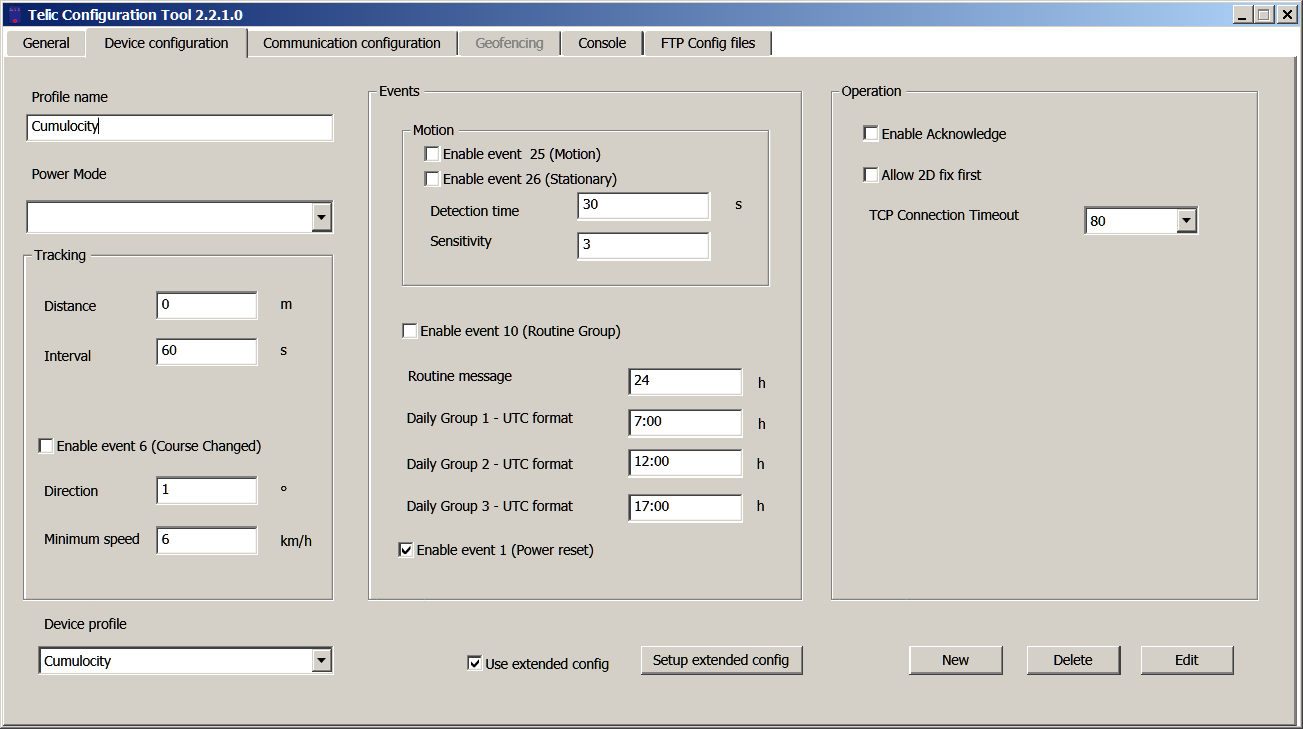 Telic Configuration Tool 2.2.1.0
General Device configuration Communication configuration Geofencing Console FTP Config files
Profile name
Cumulocity
Power Mode
Tracking
Distance 0 m
Interval 60 s
Enable event 6 (Course Changed)
Direction 1 °
Minimum speed 6 km/h
Device profile
Cumulocity
Events
Motion
Enable event 25 (Motion)
Enable event 26 (Stationary)
Detection time 30 s
Sensitivity 3
Enable event 10 (Routine Group)
Routine message 24 h
Daily Group 1 - UTC format 7:00 h
Daily Group 2 - UTC format 12:00 h
Daily Group 3 - UTC format 17:00 h
Enable event 1 (Power reset)
Use extended config Setup extended config
Operation
Enable Acknowledge
Allow 2D fix first
TCP Connection Timeout 80
New Delete Edit